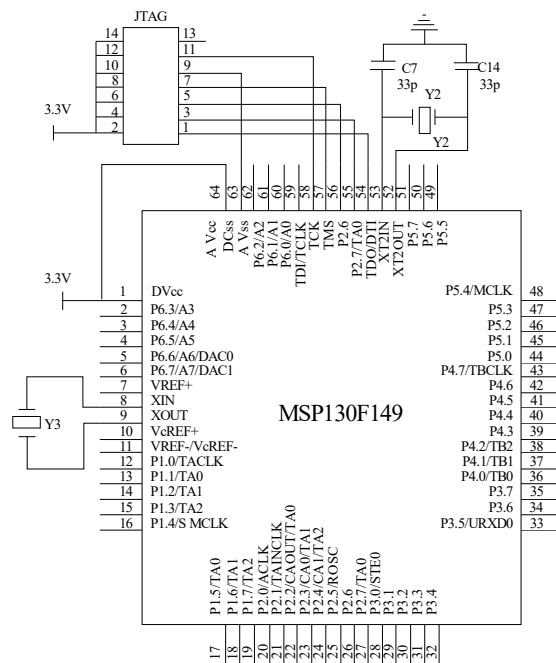 JTAG
14 13
12 11
10 9
8 7
6 5
4 3
2 1
3.3V
C7
33p
C14
33p
Y2
Y2
64 63 62 61 60 59 58 57 56 55 54 53 52 51 50 49
A Vcc
DCss
A Vss
P6.2/A2
P6.1/A1
P6.0/A0
TDI/TCLK
TCK
TMS
P2.6
P2.7/TA0
TDO/DTI
XT2IN
XT2OUT
P5.7
P5.6
P5.5
3.3V
1 DVcc
2 P6.3/A3
3 P6.4/A4
4 P6.5/A5
5 P6.6/A6/DAC0
6 P6.7/A7/DAC1
7 VREF+
8 XIN
9 XOUT
10 VcREF+
11 VREF-/VcREF-
12 P1.0/TACLK
13 P1.1/TA0
14 P1.2/TA1
15 P1.3/TA2
16 P1.4/S MCLK
Y3
MSP130F149
P5.4/MCLK 48
P5.3 47
P5.2 46
P5.1 45
P5.0 44
P4.7/TBCLK 43
P4.6 42
P4.5 41
P4.4 40
P4.3 39
P4.2/TB2 38
P4.1/TB1 37
P4.0/TB0 36
P3.7 35
P3.6 34
P3.5/URXD0 33
P1.5/TA0
P1.6/TA1
P1.7/TA2
P2.0/ACLK
P2.1/TAINCLK
P2.2/CAOUT/TA0
P2.3/CA0/TA1
P2.4/CA1/TA2
P2.5/ROSC
P2.6
P2.7/TA0
P3.0/STE0
P3.1
P3.2
P3.3
P3.4
17 18 19 20 21 22 23 24 25 26 27 28 29 30 31 32